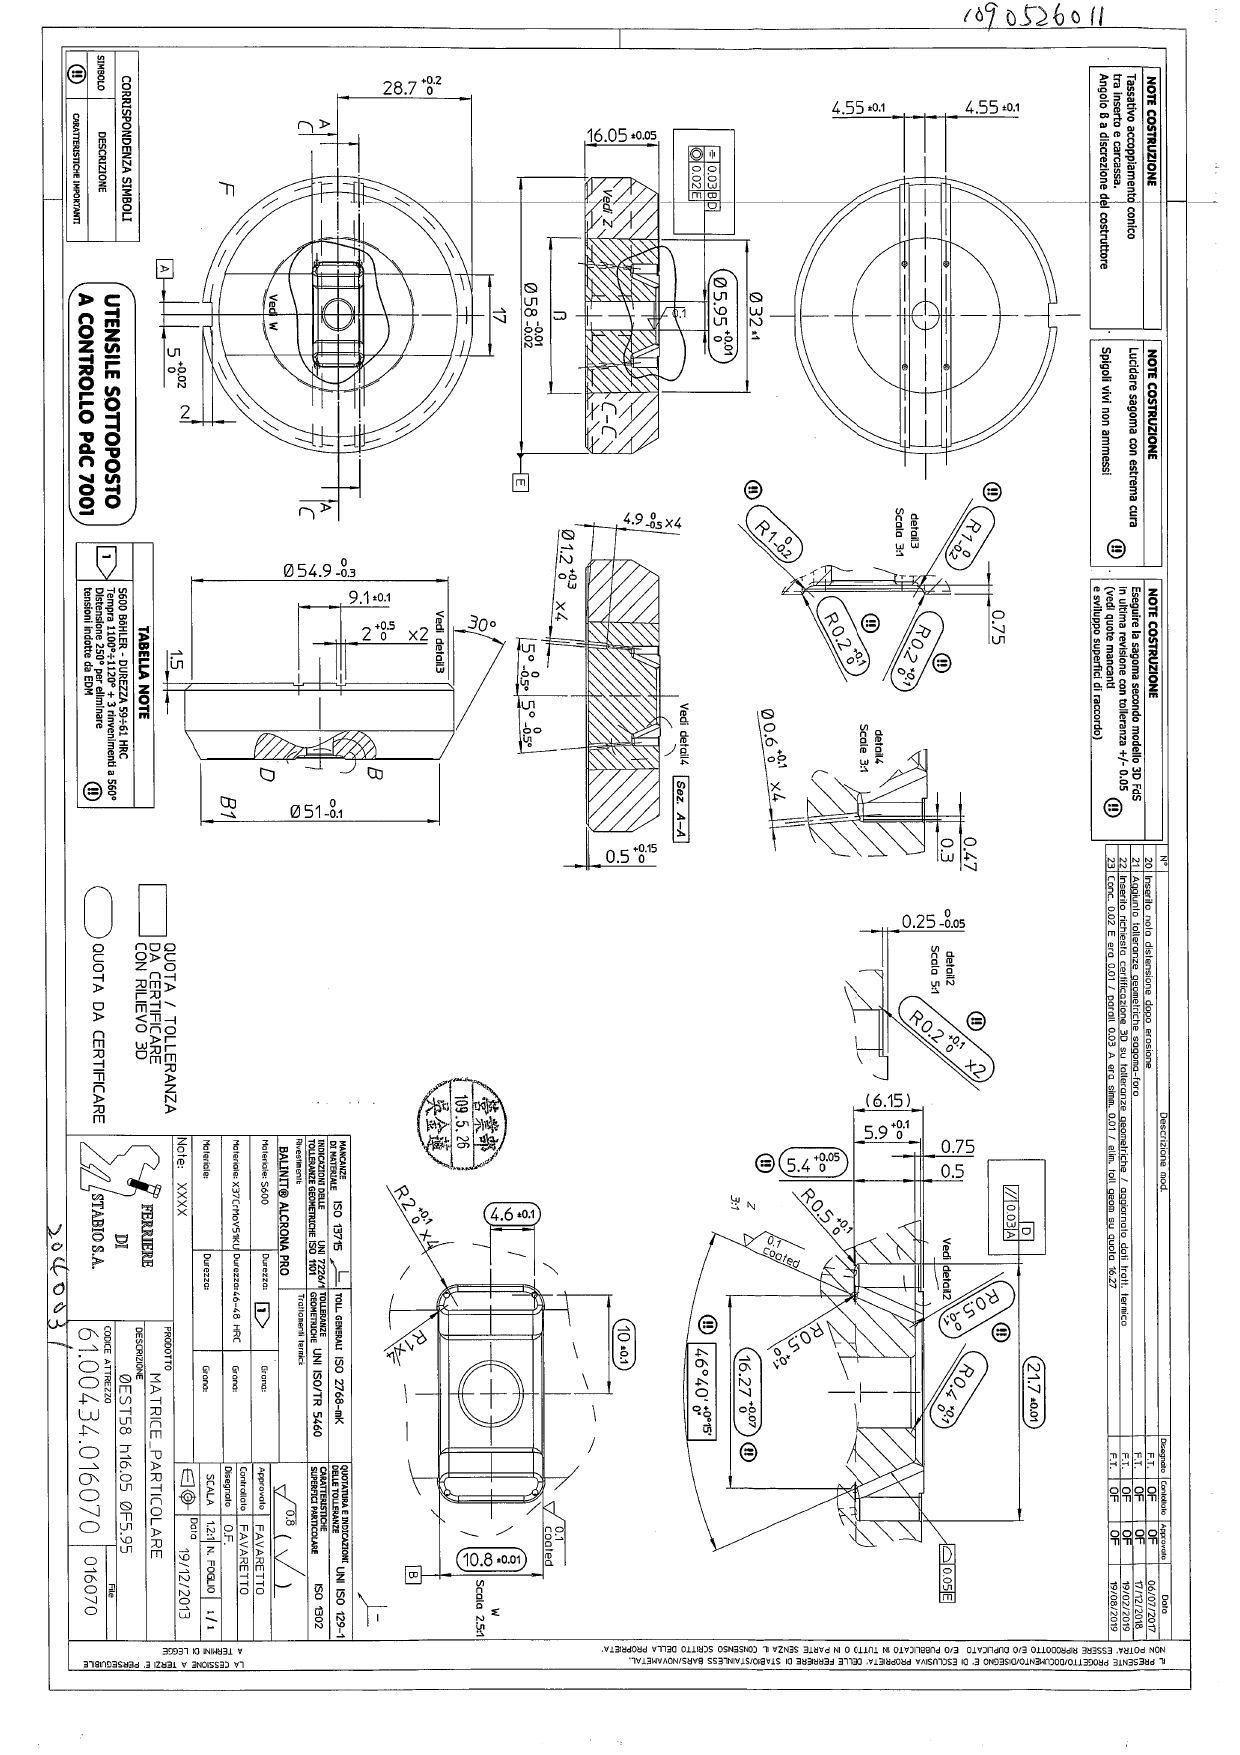 1090526011
NOTE COSTRUZIONE
Tassativo accoppiamento conico
tra inserto e carcassa.
Angolo B a discrezione del costruttore
NOTE COSTRUZIONE
Lucidare sagoma con estrema cura
Spigoli vivi non ammessi
!!
NOTE COSTRUZIONE
Eseguire la sagoma secondo modello 3D FdS
in ultima revisione con tolleranza +/- 0.05
(vedi quote mancanti
e sviluppo superfici di raccordo)
!!
N° Descrizione mod. Disegnato Controllato Approvato Data
20 Inserito nota distensione dopo erosione F.T. OF OF 06/07/2017
21 Aggiunto tolleranze geometriche sagoma-foro F.T. OF OF 17/12/2018
22 Inserito richiesta certificazione 3D su tolleranze geometriche / aggiornato dati tratt. termico F.T. OF OF 19/02/2019
23 Conc. 0.02 E era 0.01 / parall 0.03 A era simm. 0.01 / elim. toll geom su quota 16.27 F.T. OF OF 19/08/2019
4.55 ±0.1
4.55 ±0.1
detail3
Scala 3:1
R1 0 -0.2
!!
R1 0 -0.2
!!
R0.2 +0.1 0
!!
R0.2 +0.1 0
!!
0.75
detail4
Scale 3:1
Ø0.6 +0.1 0 x4
0.47
0.3
0.25 0 -0.05
detail2
Scala 5:1
R0.2 +0.1 0 x2
!!
(6.15)
5.9 +0.1 0
5.4 +0.05 0
!!
0.75
0.5
D
// 0.03 A
R0.5 +0.1 0
Vedi detail2
0.1
coated
Z
3:1
R0.5 +0.1 0
R0.5 0 -0.1
!!
R0.4 +0.1 0
21.7 ±0.01
16.27 +0.07 0
!!
46°40' +0°15' 0°
!!
0.05 E
16.05 ±0.05
= 0.03 B D
◎ 0.02 E
Vedi Z
Ø5.95 +0.01 0
Ø32 ±1
0.1
B
Ø58 -0.01 -0.02
C-C
E
4.9 0 -0.5 x4
Ø1.2 +0.3 0 x4
5° 0 -0.5°
5° 0 -0.5°
Vedi detail4
Sez. A-A
0.5 +0.15 0
28.7 +0.2 0
A
C
F
Vedi W
17
A
5 +0.02 0
2
A
C
Ø54.9 0 -0.3
9.1 ±0.1
2 +0.5 0 x2
Vedi detail3
30°
1.5
D
B
B1
Ø51 0 -0.1
4.6 ±0.1
R2 +0.1 0 x4
R1x4
10 ±0.1
0.1
coated
10.8 ±0.01
B
W
Scala 2.5:1
營業部
109.5.26
CORRISPONDENZA SIMBOLI
SIMBOLO DESCRIZIONE
!! CARATTERISTICHE IMPORTANTI
UTENSILE SOTTOPOSTO
A CONTROLLO PdC 7001
TABELLA NOTE
1
S600 BöHLER - DUREZZA 59÷61 HRC
Tempra 1100°÷1120° + 3 rinvenimenti a 560°
Distensione 250° per eliminare
tensioni indotte da EDM
!!
QUOTA / TOLLERANZA
DA CERTIFICARE
CON RILIEVO 3D
QUOTA DA CERTIFICARE
MANCANZE
DI MATERIALE ISO 13715
TOLL. GENERALI ISO 2768-mK
QUOTATURA E INDICAZIONI
DELLE TOLLERANZE UNI ISO 129-1
INDICAZIONI DELLE UNI 7226/1
TOLLERANZE GEOMETRICHE ISO 1101
TOLLERANZE
GEOMETRICHE UNI ISO/TR 5460
CARATTERISTICHE
SUPERFICI PARTICOLARE ISO 1302
Rivestimenti:
BALINIT® ALCRONA PRO
Trattamenti termici:
0.8
Materiale: S600 Durezza: 1 Grana:
Materiale: X37CrMoV51KU Durezza: 46-48 HRC Grana:
Materiale: Durezza: Grana:
Note: XXXX
Approvato FAVARETTO
Controllato FAVARETTO
Disegnato O.F.
SCALA 1.2:1 N. FOGLIO 1/1
Data 19/12/2013
FERRIERE
DI
STABIO S.A.
PRODOTTO
MATRICE_PARTICOLARE
DESCRIZIONE
ØEST58 h16.05 ØF5.95
CODICE ATTREZZO
61.00434.016070
File
016070
IL PRESENTE PROGETTO/DOCUMENTO/DISEGNO E' DI ESCLUSIVA PROPRIETA' DELLE FERRIERE DI STABIO/STAINLESS BARS/NOVAMETAL.
NON POTRA' ESSERE RIPRODOTTO E/O DUPLICATO E/O PUBBLICATO IN TUTTO O IN PARTE SENZA IL CONSENSO SCRITTO DELLA PROPRIETA'.
LA CESSIONE A TERZI E' PERSEGUIBILE
A TERMINI DI LEGGE